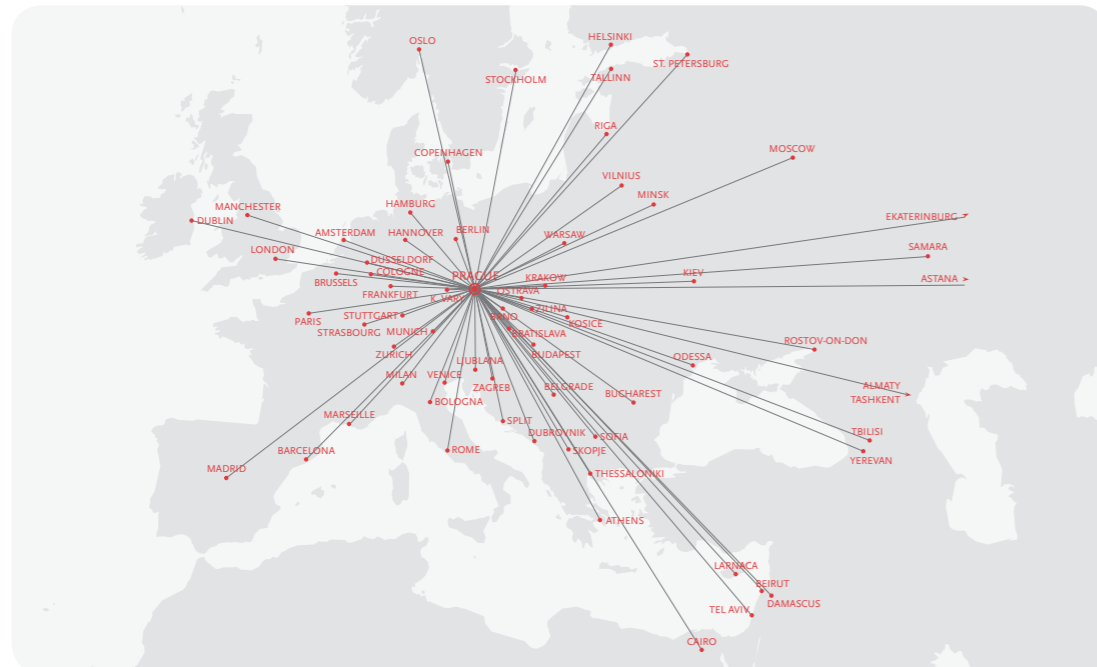 OSLO
HELSINKI
STOCKHOLM
TALLINN
ST. PETERSBURG
RIGA
COPENHAGEN
MOSCOW
VILNIUS
MINSK
HAMBURG
MANCHESTER
DUBLIN
AMSTERDAM
HANNOVER
BERLIN
WARSAW
EKATERINBURG
SAMARA
LONDON
DUSSELDORF
COLOGNE
PRAGUE
KRAKOW
KIEV
ASTANA
BRUSSELS
FRANKFURT
K. VARY
OSTRAVA
ZILINA
PARIS
STUTTGART
BRNO
KOSICE
STRASBOURG
MUNICH
BRATISLAVA
ROSTOV-ON-DON
ZURICH
LJUBLANA
BUDAPEST
ODESSA
MILAN
VENICE
ZAGREB
BELGRADE
BUCHAREST
ALMATY
TASHKENT
BOLOGNA
MARSEILLE
SPLIT
DUBROVNIK
SOFIA
TBILISI
BARCELONA
ROME
SKOPJE
YEREVAN
MADRID
THESSALONIKI
ATHENS
LARNACA
BEIRUT
DAMASCUS
TEL AVIV
CAIRO